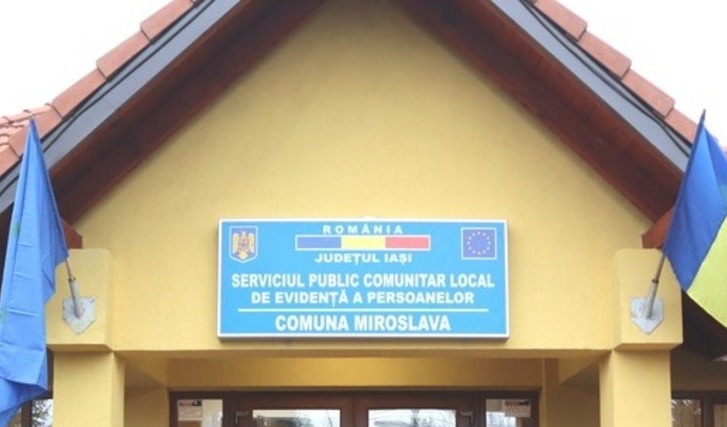 ROMÂNIA
JUDEȚUL IAȘI
SERVICIUL PUBLIC COMUNITAR LOCAL
DE EVIDENȚĂ A PERSOANELOR
COMUNA MIROSLAVA